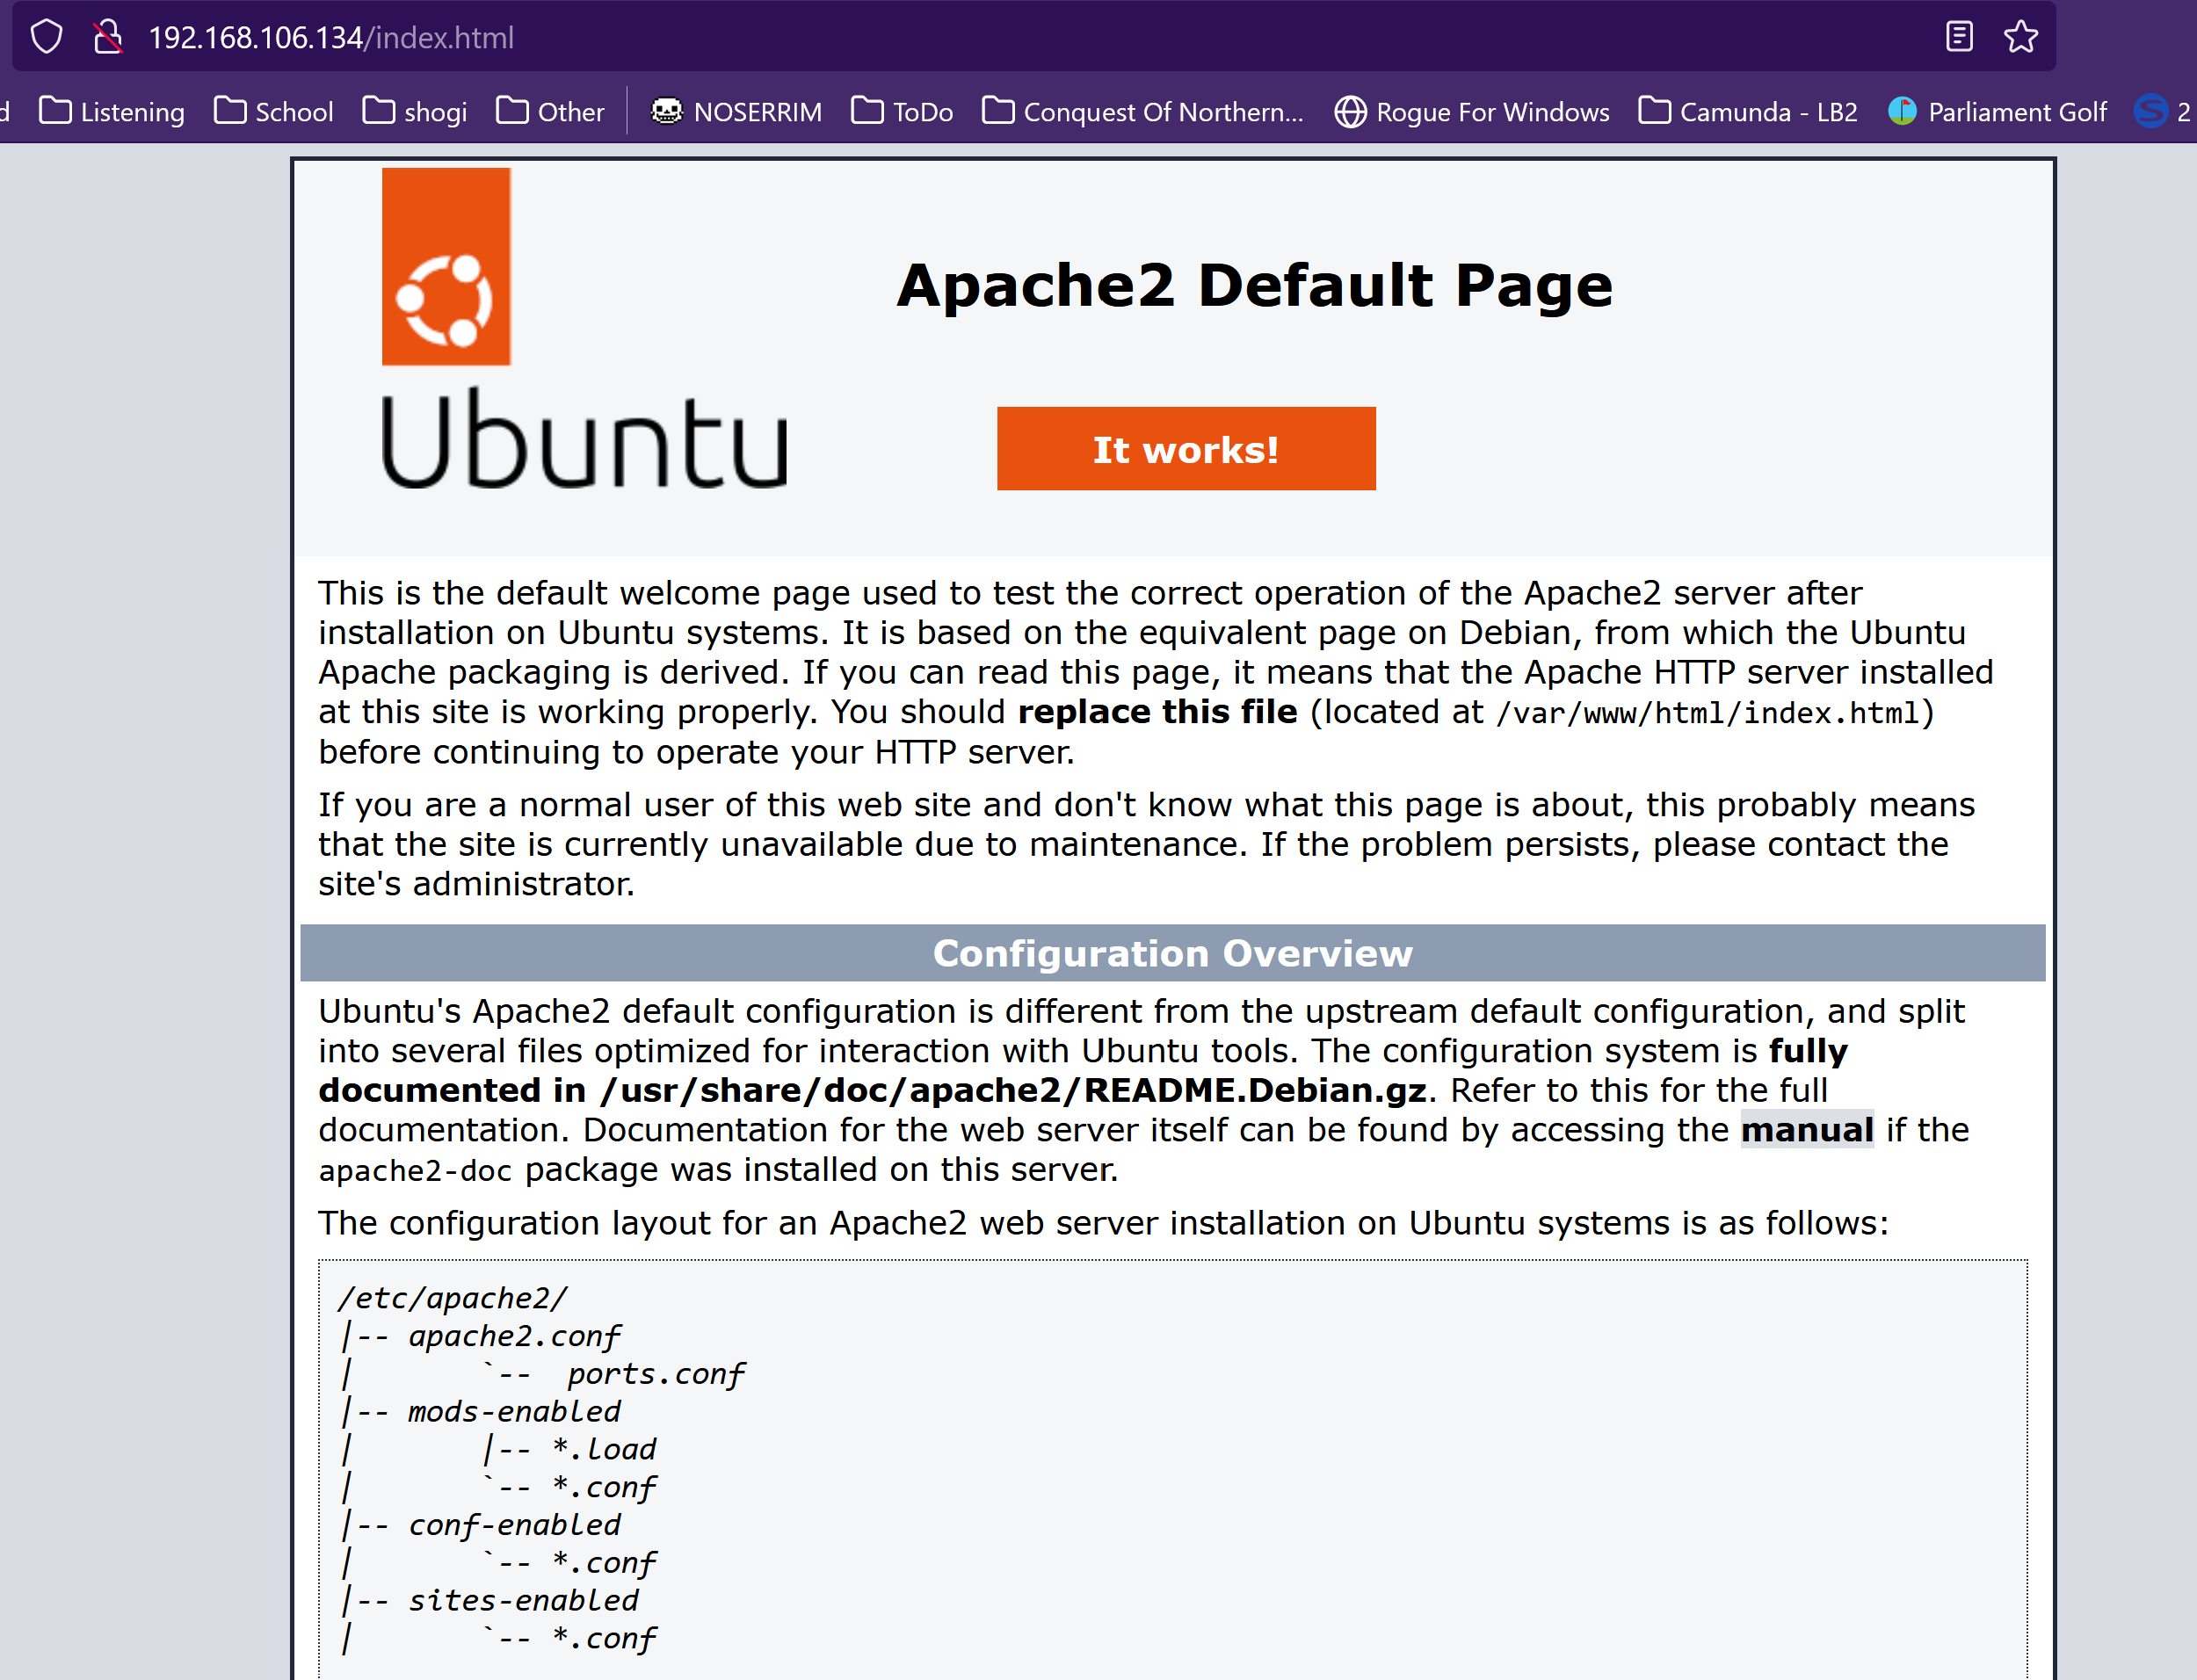 192.168.106.134/index.html
d Listening School shogi Other NOSERRIM ToDo Conquest Of Northern... Rogue For Windows Camunda - LB2 Parliament Golf S 2
Apache2 Default Page
Ubuntu
It works!
This is the default welcome page used to test the correct operation of the Apache2 server after
installation on Ubuntu systems. It is based on the equivalent page on Debian, from which the Ubuntu
Apache packaging is derived. If you can read this page, it means that the Apache HTTP server installed
at this site is working properly. You should replace this file (located at /var/www/html/index.html)
before continuing to operate your HTTP server.
If you are a normal user of this web site and don't know what this page is about, this probably means
that the site is currently unavailable due to maintenance. If the problem persists, please contact the
site's administrator.
Configuration Overview
Ubuntu's Apache2 default configuration is different from the upstream default configuration, and split
into several files optimized for interaction with Ubuntu tools. The configuration system is fully
documented in /usr/share/doc/apache2/README.Debian.gz. Refer to this for the full
documentation. Documentation for the web server itself can be found by accessing the manual if the
apache2-doc package was installed on this server.
The configuration layout for an Apache2 web server installation on Ubuntu systems is as follows:
/etc/apache2/
|-- apache2.conf
|       `--  ports.conf
|-- mods-enabled
|       |-- *.load
|       `-- *.conf
|-- conf-enabled
|       `-- *.conf
|-- sites-enabled
|       `-- *.conf